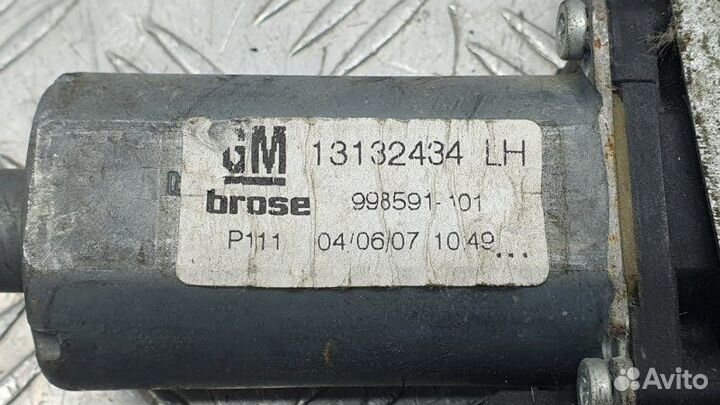 GM 13132434 LH
brose 998591-101
P111 04/06/07 10:49
Avito